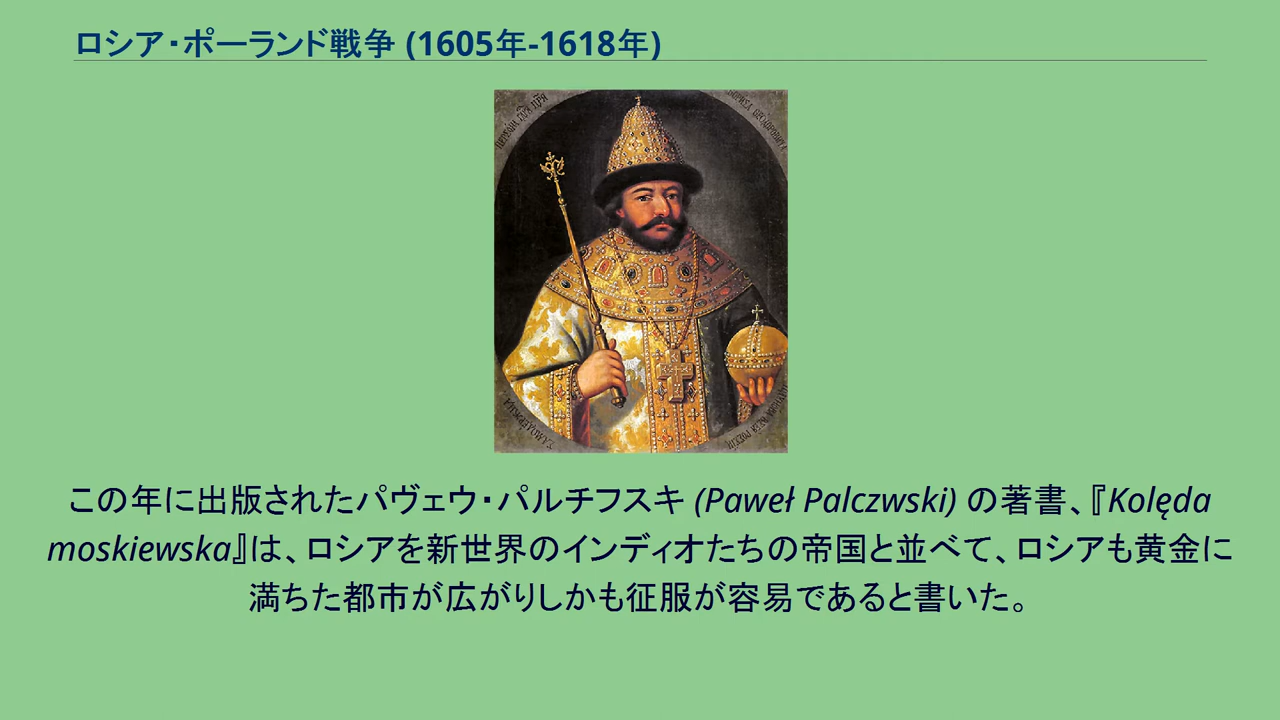 ロシア・ポーランド戦争 (1605年-1618年)
この年に出版されたパヴェウ・パルチフスキ (Paweł Palczwski) の著書、『Kolęda
moskiewska』は、ロシアを新世界のインディオたちの帝国と並べて、ロシアも黄金に
満ちた都市が広がりしかも征服が容易であると書いた。